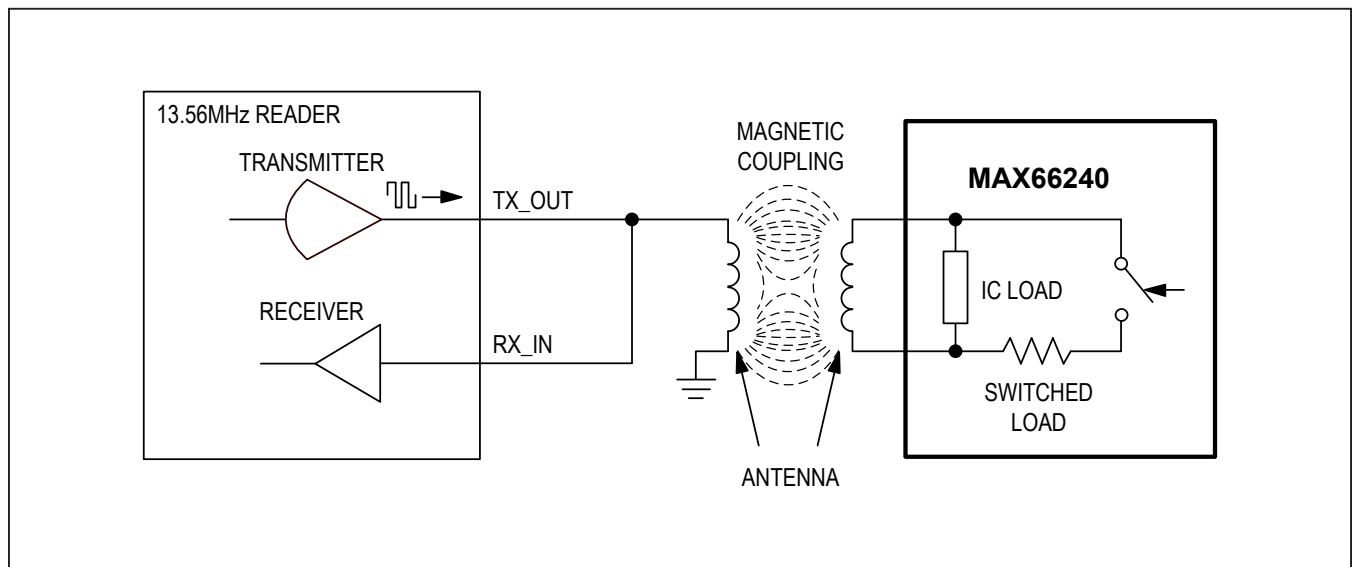 13.56MHz READER
TRANSMITTER
TX_OUT
RECEIVER
RX_IN
MAGNETIC
COUPLING
ANTENNA
MAX66240
IC LOAD
SWITCHED
LOAD